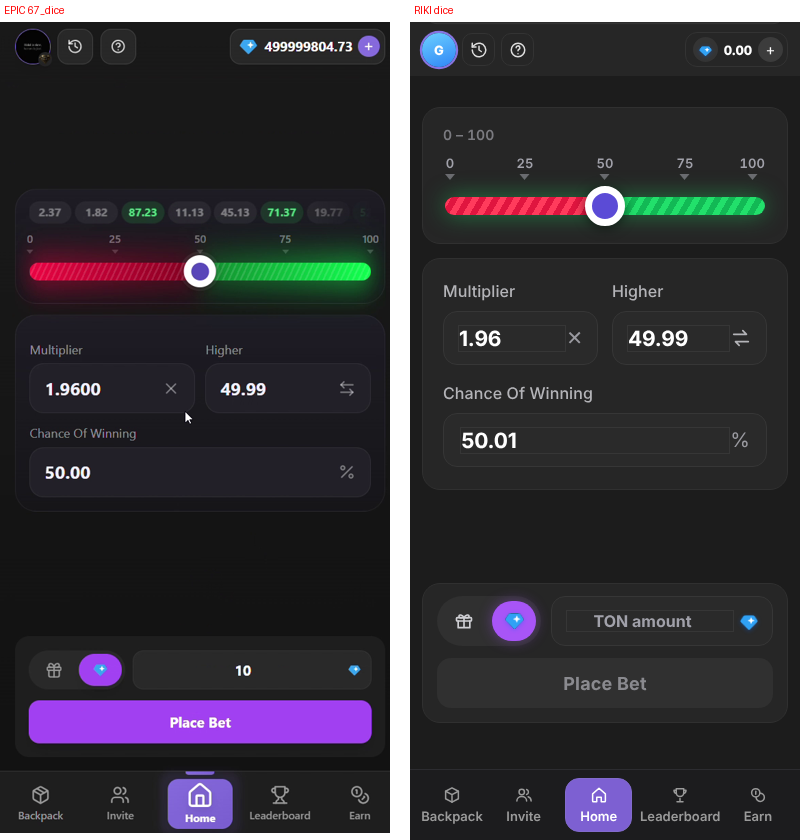 EPIC 67_dice
499999804.73
2.37 1.82 87.23 11.13 45.13 71.37 19.77
0 25 50 75 100
Multiplier Higher
1.9600 49.99
Chance Of Winning
50.00 %
10
Place Bet
Backpack Invite Home Leaderboard Earn
RIKI dice
G 0.00 +
0 – 100
0 25 50 75 100
Multiplier Higher
1.96 49.99
Chance Of Winning
50.01 %
TON amount
Place Bet
Backpack Invite Home Leaderboard Earn